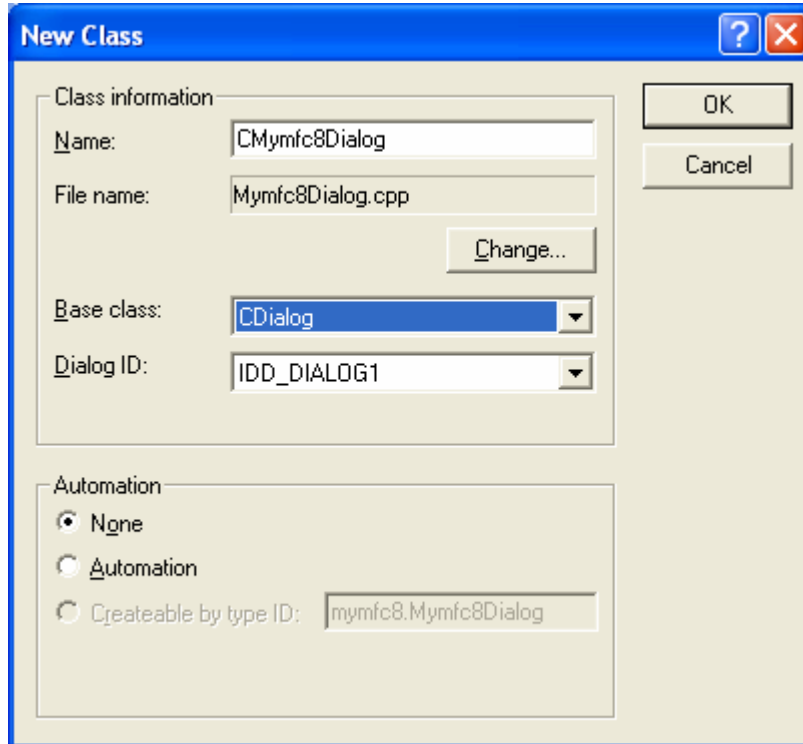 New Class
Class information
Name: CMymfc8Dialog
File name: Mymfc8Dialog.cpp
Change...
Base class: CDialog
Dialog ID: IDD_DIALOG1
OK
Cancel
Automation
None
Automation
Createable by type ID: mymfc8.Mymfc8Dialog